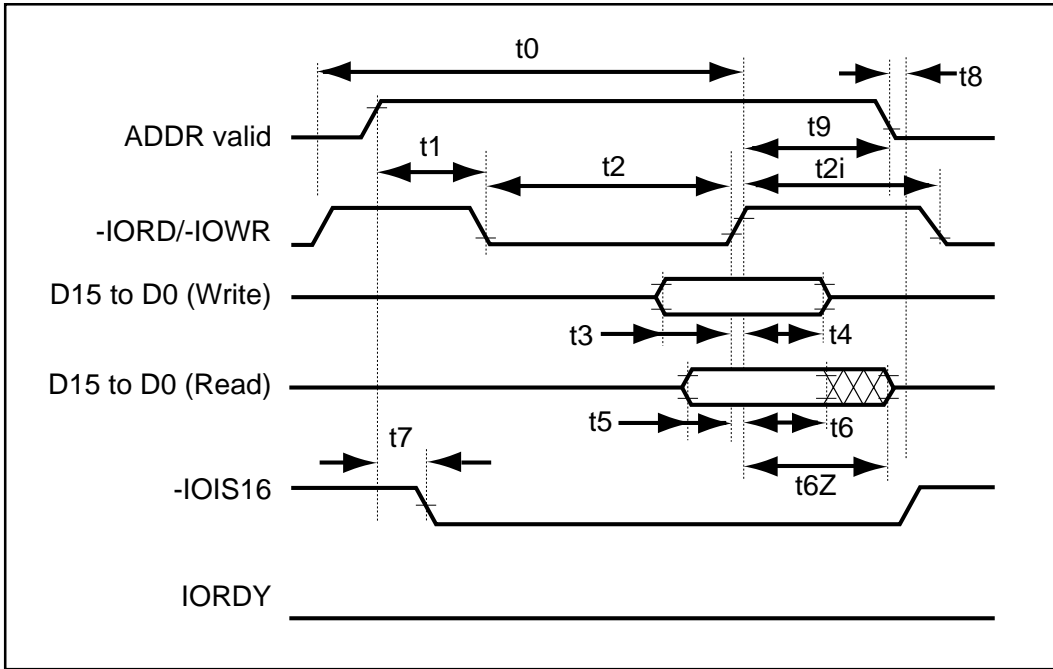 t0
t8
ADDR valid
t9
t1
t2
t2i
-IORD/-IOWR
D15 to D0 (Write)
t3
t4
D15 to D0 (Read)
t5
t6
t7
t6Z
-IOIS16
IORDY